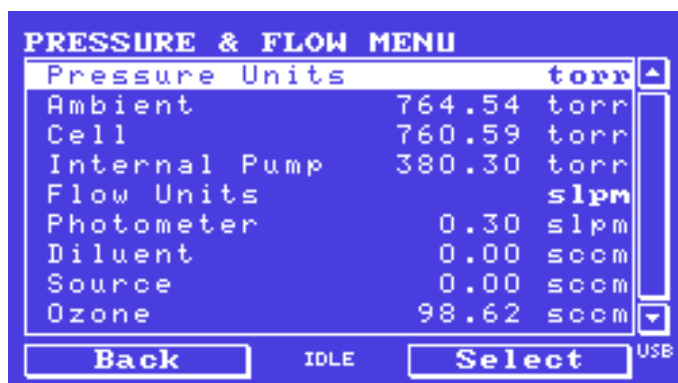 PRESSURE & FLOW MENU
Pressure Units torr
Ambient 764.54 torr
Cell 760.59 torr
Internal Pump 380.30 torr
Flow Units slpm
Photometer 0.30 slpm
Diluent 0.00 sccm
Source 0.00 sccm
Ozone 98.62 sccm
Back IDLE Select USB